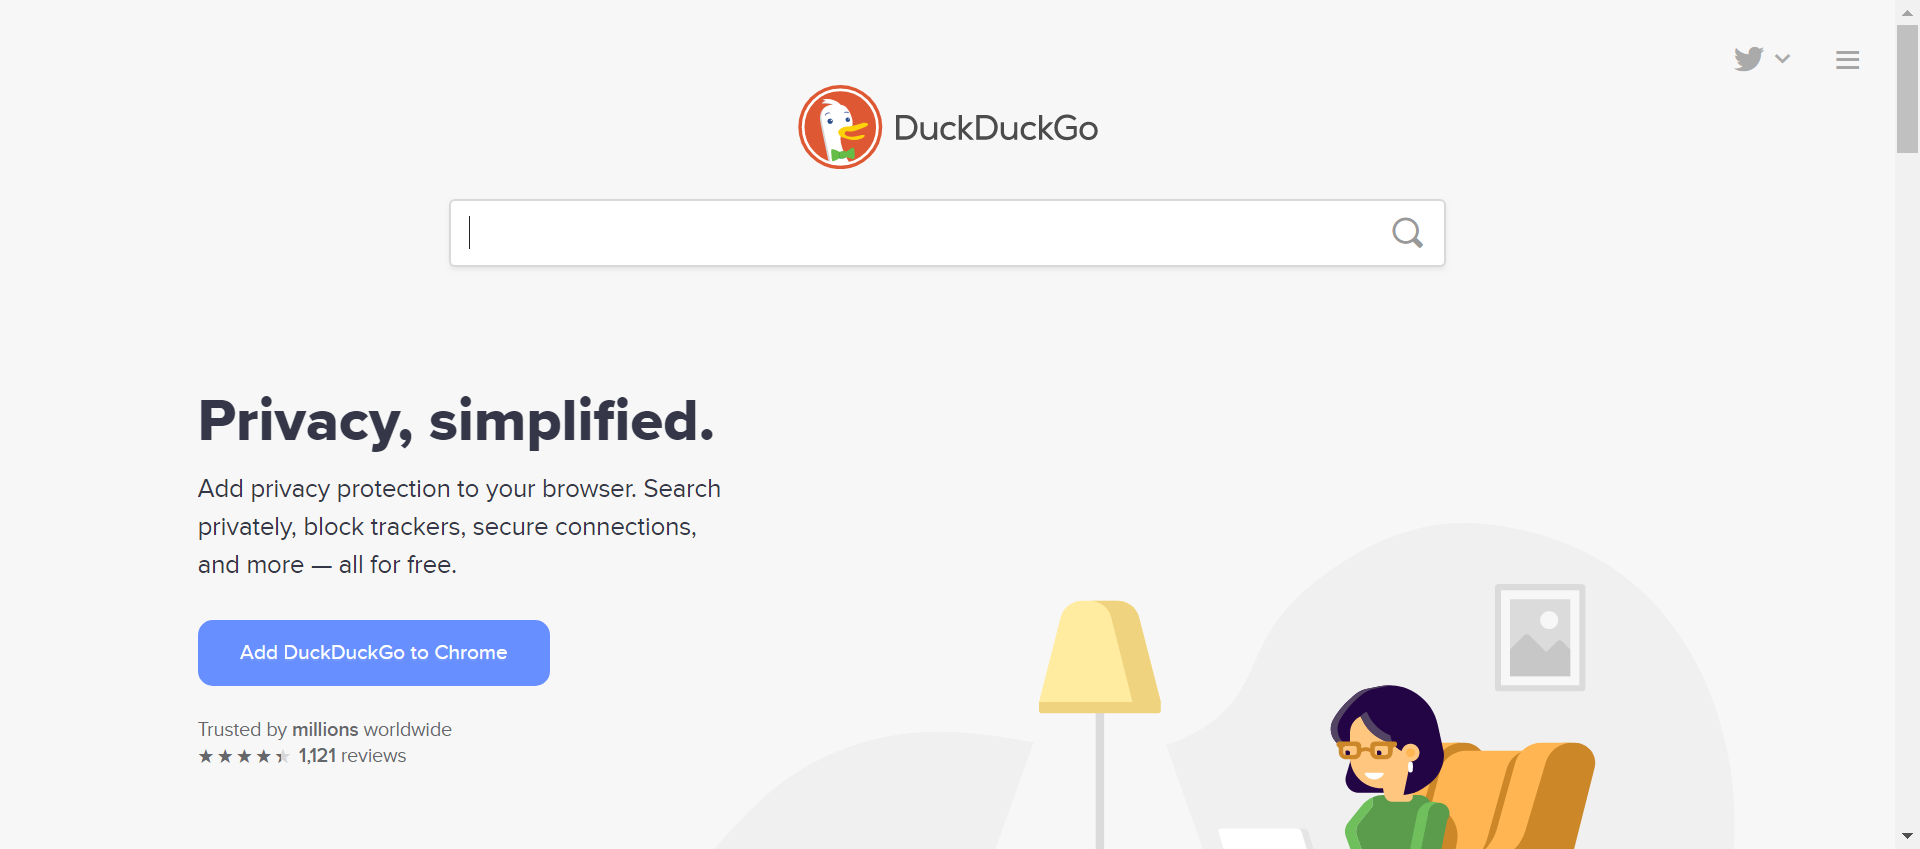 DuckDuckGo
Privacy, simplified.
Add privacy protection to your browser. Search
privately, block trackers, secure connections,
and more — all for free.
Add DuckDuckGo to Chrome
Trusted by millions worldwide
1,121 reviews